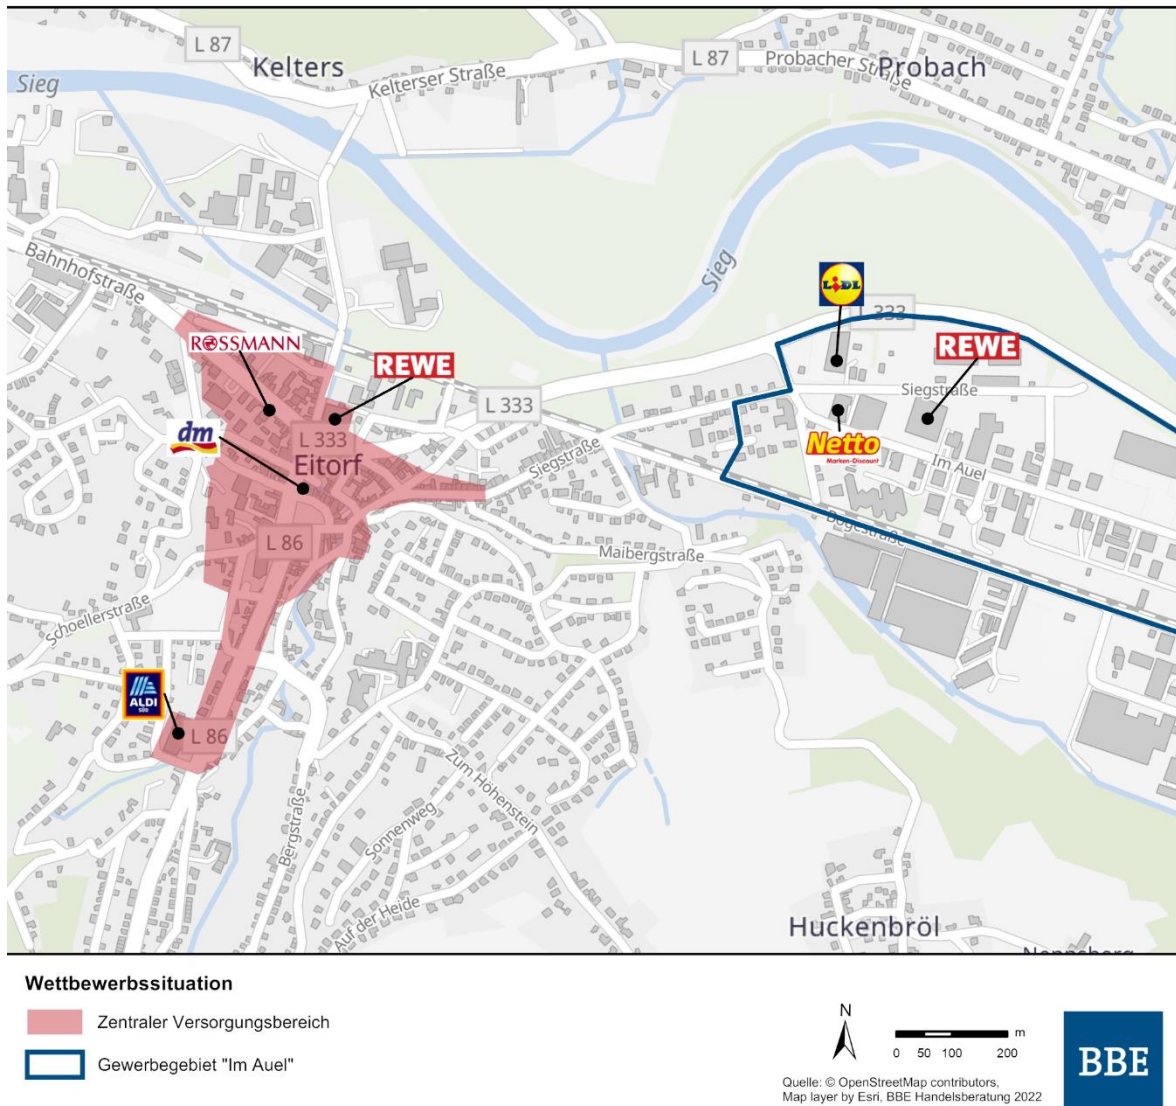 L 87
Kelters
Kelterser Straße
L 87
Probacher Straße
Probach
Sieg
Sieg
Bahnhofstraße
ROSSMANN
REWE
dm
L 333
Eitorf
L 333
Siegstraße
LIDL
L 333
REWE
Siegstraße
Netto
Marken-Discount
Im Auel
Bogestraße
L 86
Maibergstraße
Schoellerstraße
ALDI
SÜD
L 86
Zum Höhenstein
Bergstraße
Sonnenweg
Auf der Heide
Huckenbröl
Wettbewerbssituation
Zentraler Versorgungsbereich
Gewerbegebiet "Im Auel"
N
m
0 50 100 200
Quelle: © OpenStreetMap contributors,
Map layer by Esri, BBE Handelsberatung 2022
BBE